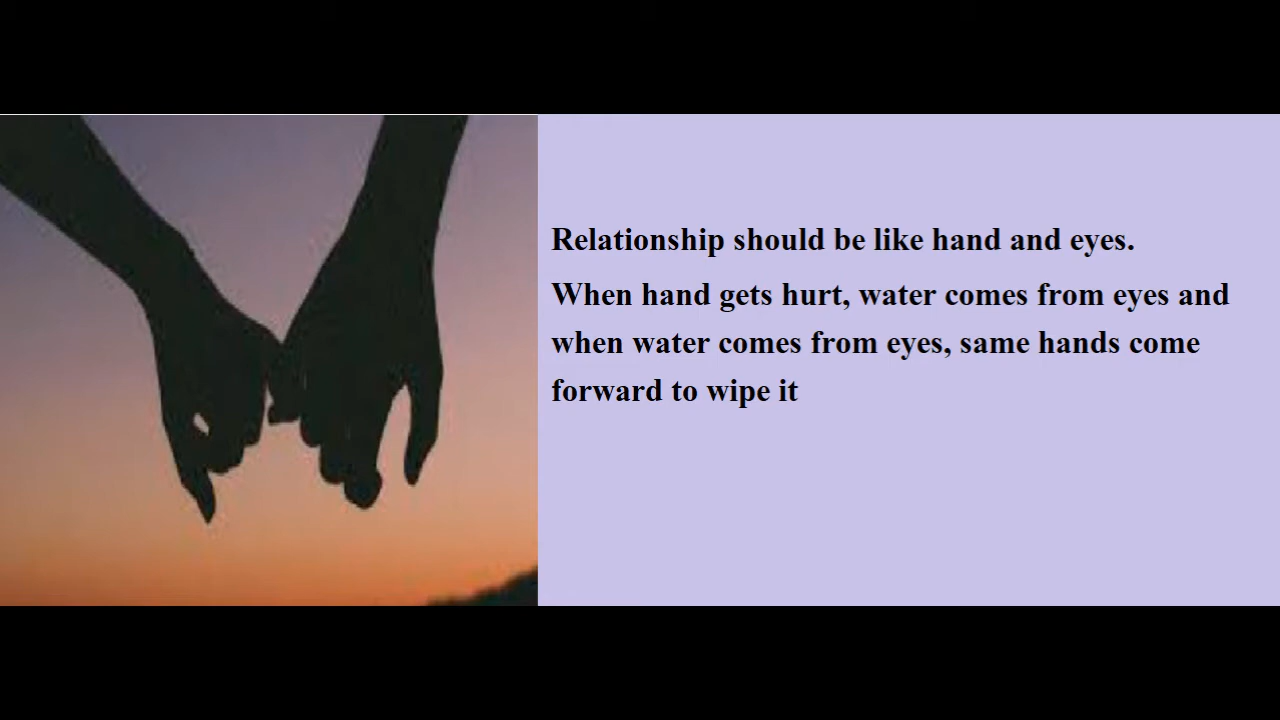 Relationship should be like hand and eyes.
When hand gets hurt, water comes from eyes and
when water comes from eyes, same hands come
forward to wipe it